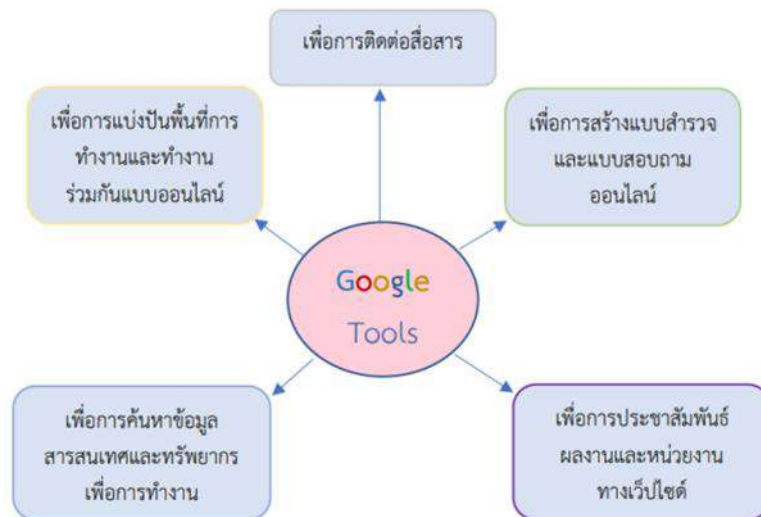 เพื่อการติดต่อสื่อสาร
เพื่อการแบ่งปันพื้นที่การ
ทำงานและทำงาน
ร่วมกันแบบออนไลน์
เพื่อการสร้างแบบสำรวจ
และแบบสอบถาม
ออนไลน์
Google
Tools
เพื่อการค้นหาข้อมูล
สารสนเทศและทรัพยากร
เพื่อการทำงาน
เพื่อการประชาสัมพันธ์
ผลงานและหน่วยงาน
ทางเว็ปไซต์